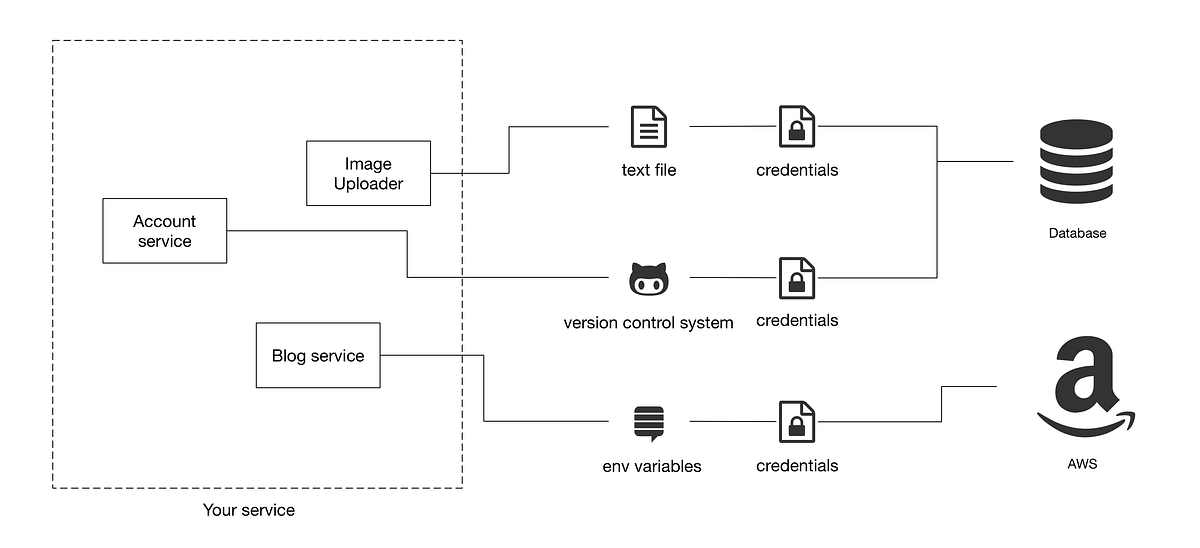 Image
Uploader
text file
credentials
Account
service
Database
version control system
credentials
Blog service
env variables
credentials
AWS
Your service